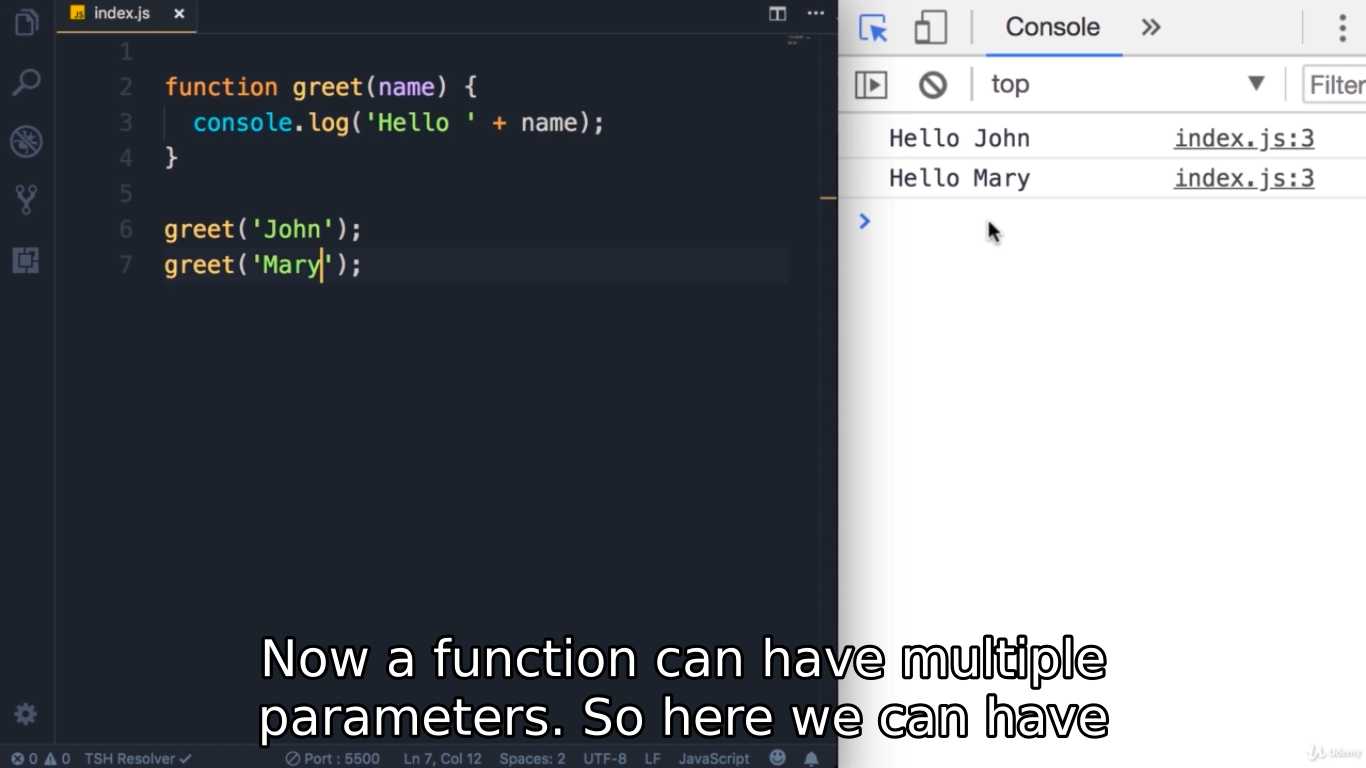 index.js
1
2 function greet(name) {
3 console.log('Hello ' + name);
4 }
5
6 greet('John');
7 greet('Mary');
Console
top
Filter
Hello John index.js:3
Hello Mary index.js:3
Now a function can have multiple
parameters. So here we can have
0 0 TSH Resolver Port : 5500 Ln 7, Col 12 Spaces: 2 UTF-8 LF JavaScript
Udemy